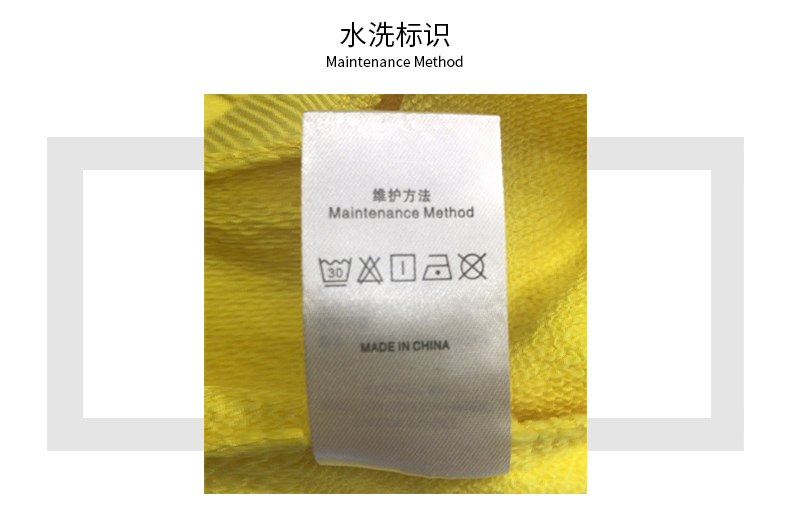 水洗标识
Maintenance Method
维护方法
Maintenance Method
30
MADE IN CHINA